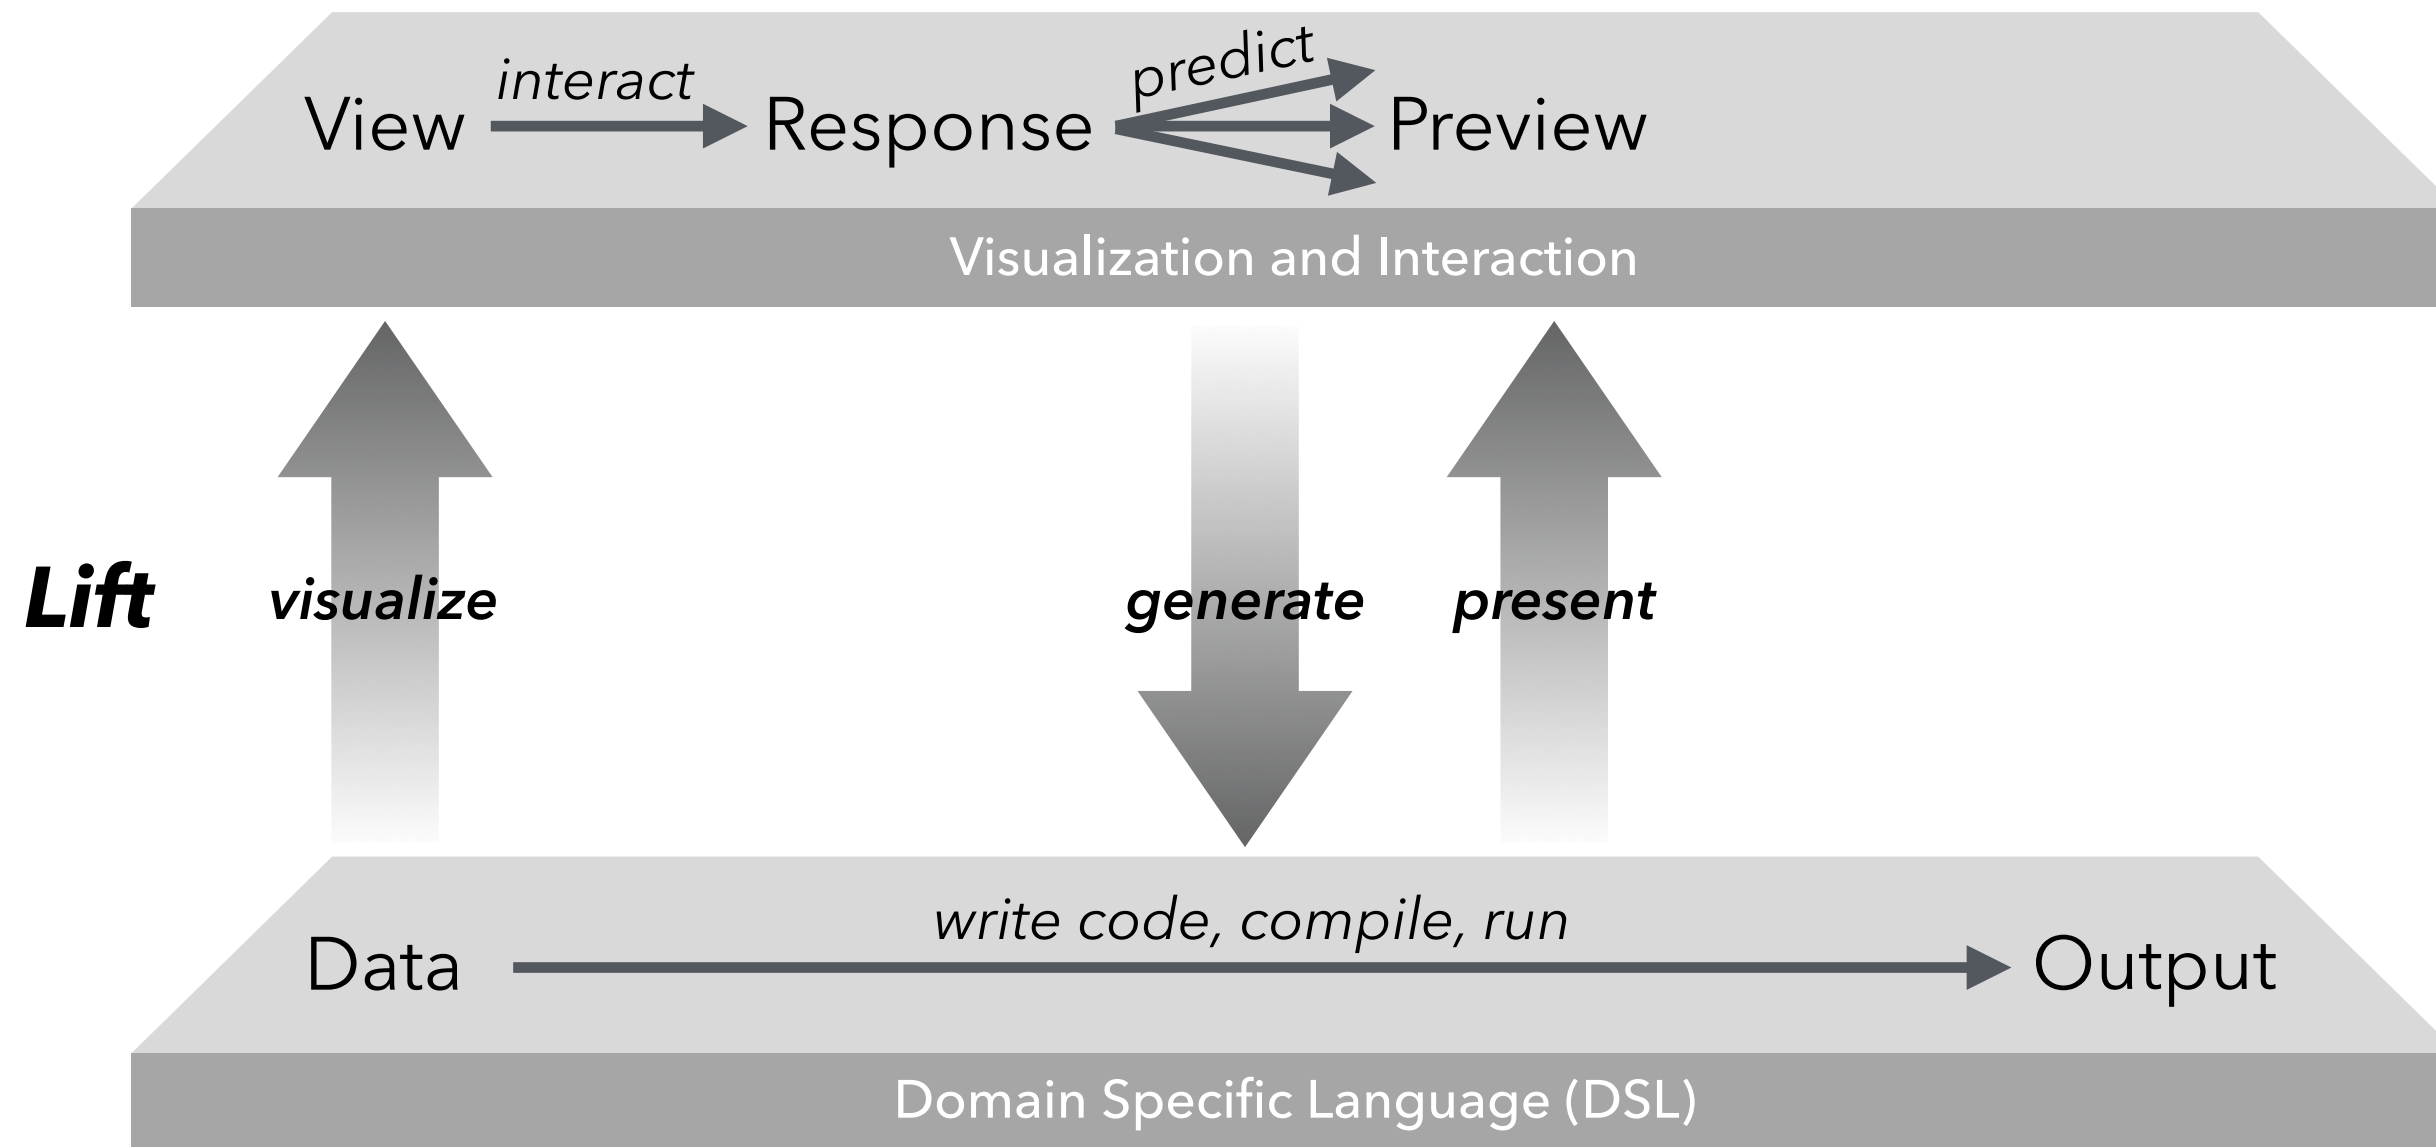 interact
predict
View
Response
Preview
Visualization and Interaction
Lift
visualize
generate
present
write code, compile, run
Data
Output
Domain Specific Language (DSL)